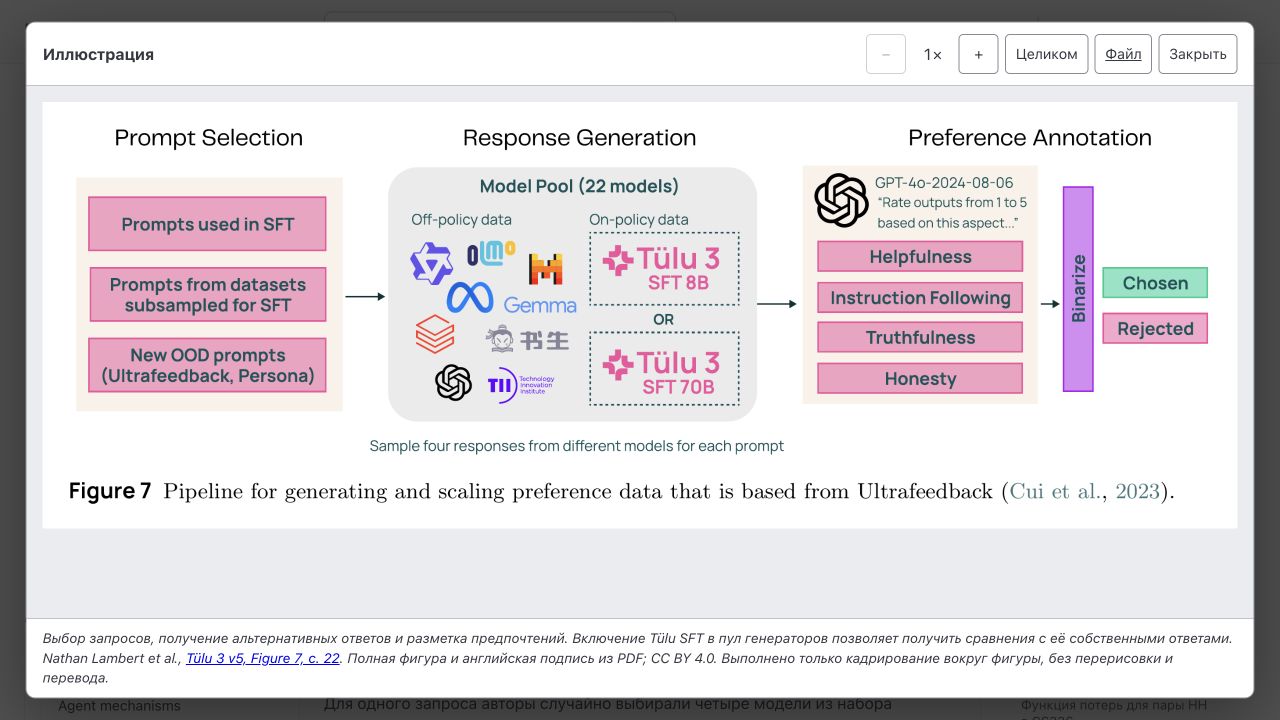 Иллюстрация
−
1×
+
Целиком
Файл
Закрыть
Prompt Selection
Response Generation
Preference Annotation
Prompts used in SFT
Prompts from datasets
subsampled for SFT
New OOD prompts
(Ultrafeedback, Persona)
Model Pool (22 models)
Off-policy data
On-policy data
OLMO
Gemma
书生
TII Technology
Innovation
Institute
Tülu 3
SFT 8B
OR
Tülu 3
SFT 70B
Sample four responses from different models for each prompt
GPT-4o-2024-08-06
“Rate outputs from 1 to 5
based on this aspect...”
Helpfulness
Instruction Following
Truthfulness
Honesty
Binarize
Chosen
Rejected
Figure 7 Pipeline for generating and scaling preference data that is based from Ultrafeedback (Cui et al., 2023).
Выбор запросов, получение альтернативных ответов и разметка предпочтений. Включение Tülu SFT в пул генераторов позволяет получить сравнения с её собственными ответами.
Nathan Lambert et al., Tülu 3 v5, Figure 7, с. 22. Полная фигура и английская подпись из PDF; CC BY 4.0. Выполнено только кадрирование вокруг фигуры, без перерисовки и
перевода.
Agent mechanisms
Для одного запроса авторы случайно выбирали четыре модели из набора
Функция потерь для пары НН